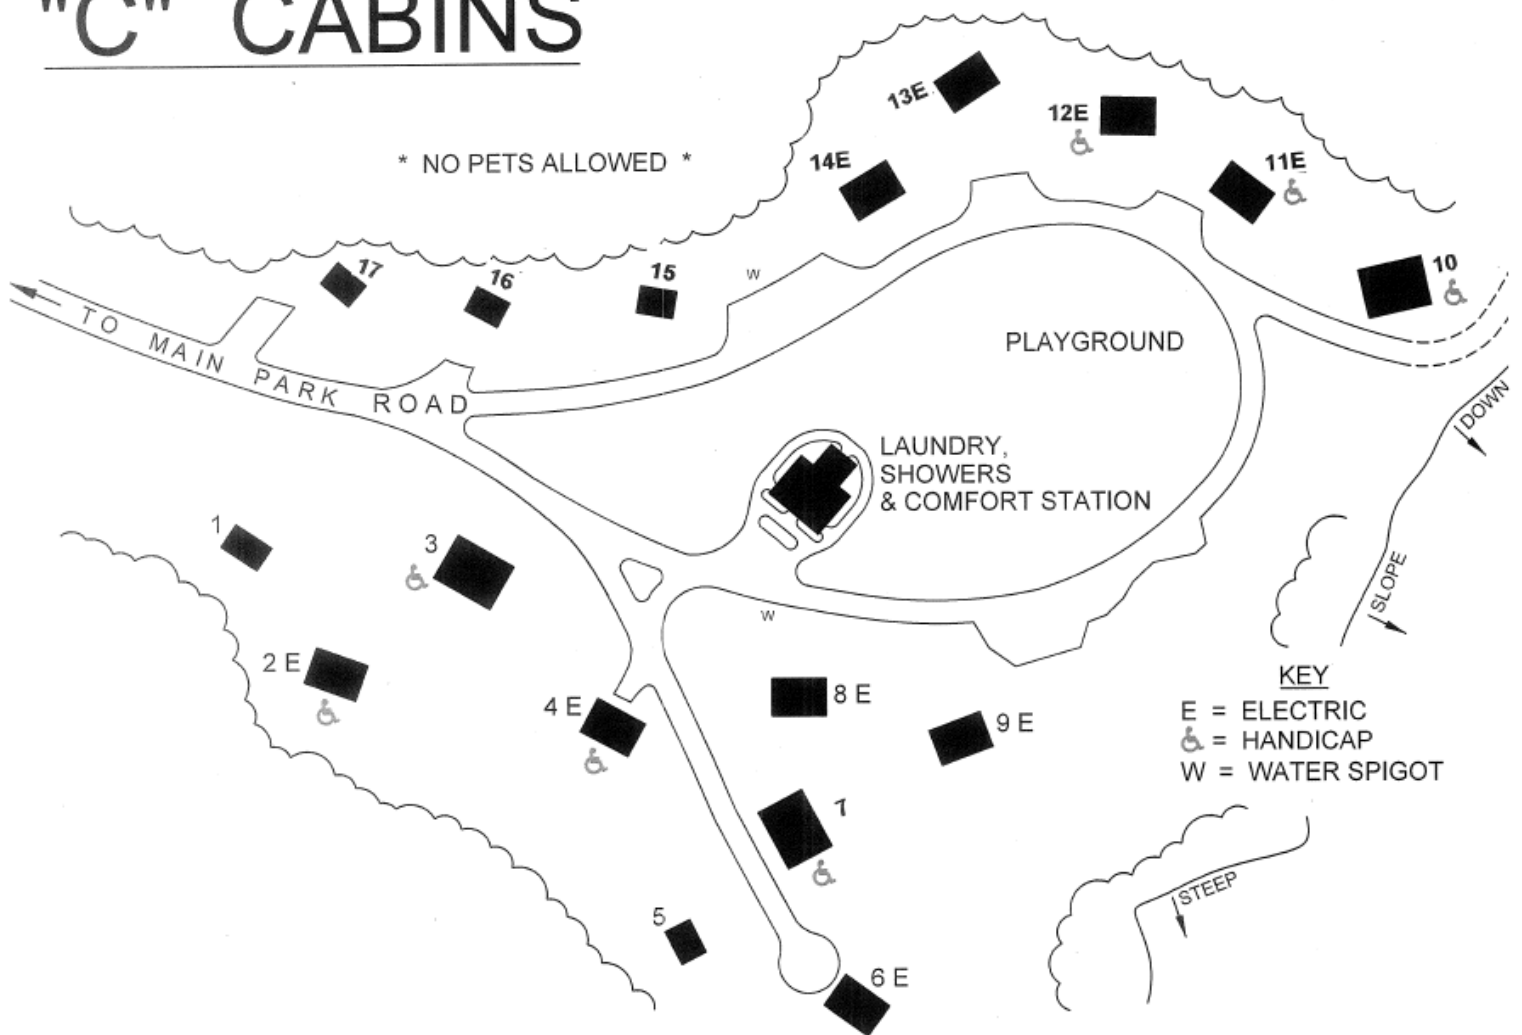 "C" CABINS
* NO PETS ALLOWED *
13E
12E
14E
11E
10
17
16
15
W
TO MAIN PARK ROAD
PLAYGROUND
LAUNDRY,
SHOWERS
& COMFORT STATION
DOWN
SLOPE
1
3
2 E
4 E
W
8 E
9 E
7
5
6 E
KEY
E = ELECTRIC
♿ = HANDICAP
W = WATER SPIGOT
STEEP